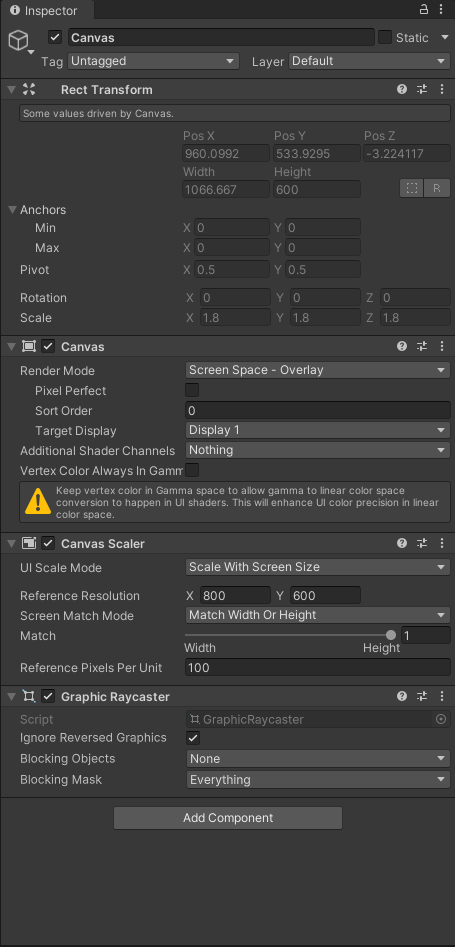 Inspector
Canvas
Static
Tag Untagged Layer Default
Rect Transform
Some values driven by Canvas.
Pos X Pos Y Pos Z
960.0992 533.9295 -3.224117
Width Height
1066.667 600 R
Anchors
Min X 0 Y 0
Max X 0 Y 0
Pivot X 0.5 Y 0.5
Rotation X 0 Y 0 Z 0
Scale X 1.8 Y 1.8 Z 1.8
Canvas
Render Mode Screen Space - Overlay
Pixel Perfect
Sort Order 0
Target Display Display 1
Additional Shader Channels Nothing
Vertex Color Always In Gamm
Keep vertex color in Gamma space to allow gamma to linear color space
conversion to happen in UI shaders. This will enhance UI color precision in linear
color space.
Canvas Scaler
UI Scale Mode Scale With Screen Size
Reference Resolution X 800 Y 600
Screen Match Mode Match Width Or Height
Match 1
Width Height
Reference Pixels Per Unit 100
Graphic Raycaster
Script GraphicRaycaster
Ignore Reversed Graphics
Blocking Objects None
Blocking Mask Everything
Add Component